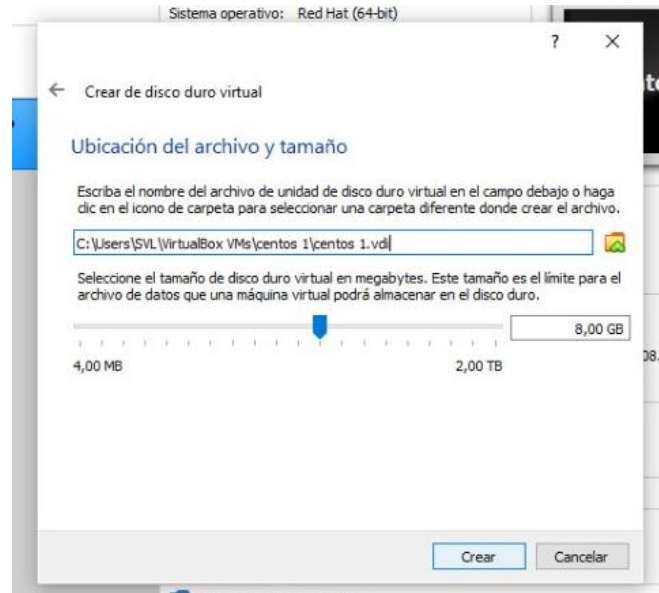 Sistema operativo: Red Hat (64-bit)
?
Crear de disco duro virtual
Ubicación del archivo y tamaño
Escriba el nombre del archivo de unidad de disco duro virtual en el campo debajo o haga
clic en el icono de carpeta para seleccionar una carpeta diferente donde crear el archivo.
C:\Users\SVL\VirtualBox VMs\centos 1\centos 1.vdi
Seleccione el tamaño de disco duro virtual en megabytes. Este tamaño es el límite para el
archivo de datos que una máquina virtual podrá almacenar en el disco duro.
8,00 GB
4,00 MB 2,00 TB
08.
Crear Cancelar